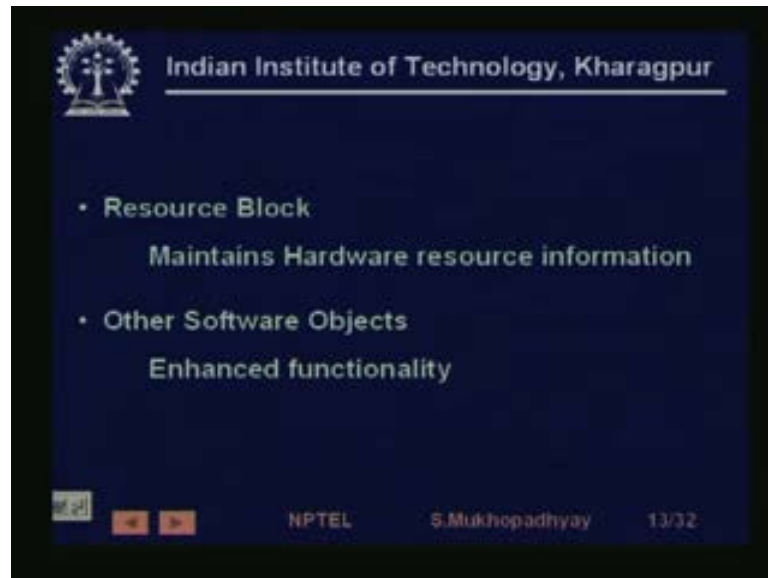 Indian Institute of Technology, Kharagpur
• Resource Block
Maintains Hardware resource information
• Other Software Objects
Enhanced functionality
NPTEL S.Mukhopadhyay 13/32